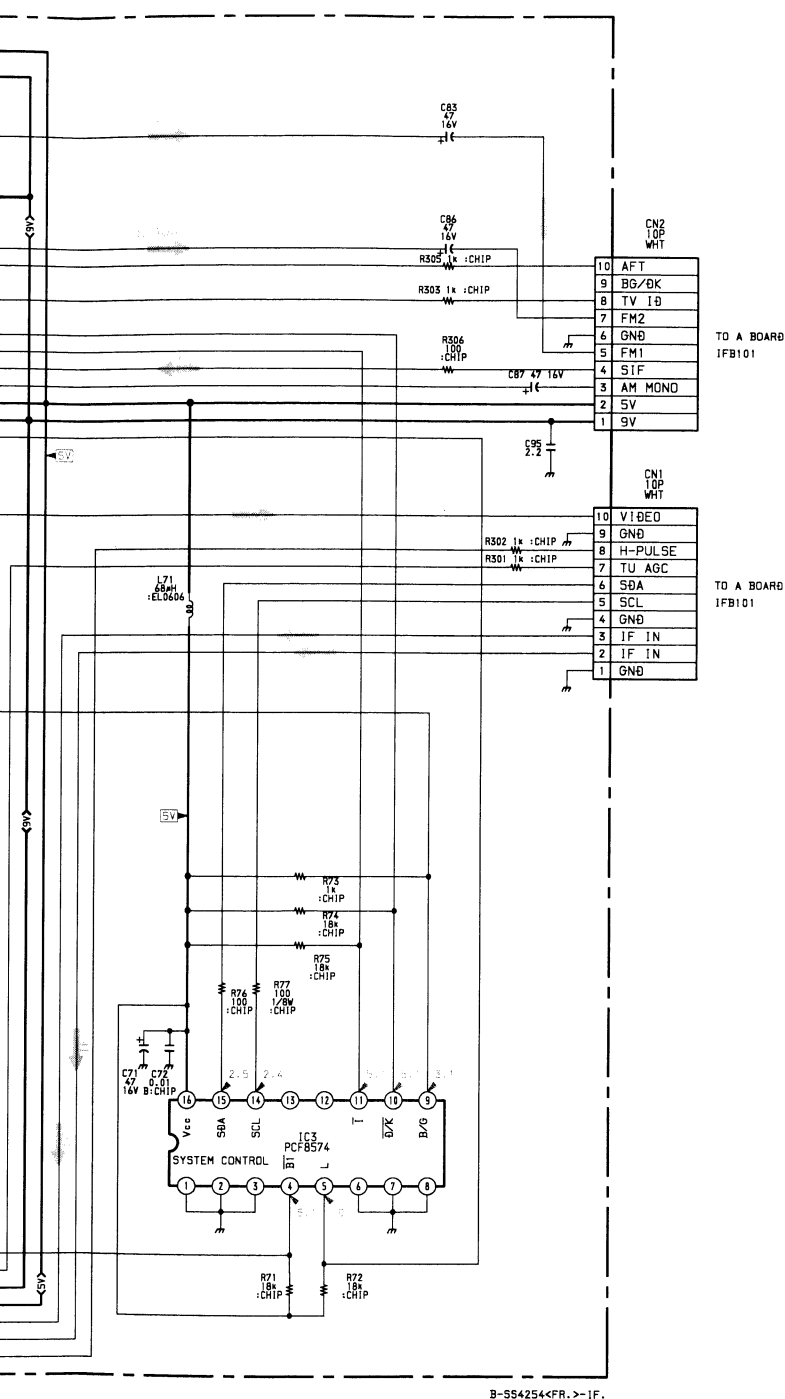 C83
47
16V
9V
C86
47
16V
R305 1k :CHIP
R303 1k :CHIP
R306
100
:CHIP
C87 47 16V
CN2
10P
WHT
10 AFT
9 BG/DK
8 TV ID
7 FM2
6 GND
5 FM1
4 SIF
3 AM MONO
2 5V
1 9V
TO A BOARD
IFB101
C95
2.2
5V
CN1
10P
WHT
10 VIDEO
9 GND
8 H-PULSE
7 TU AGC
6 SDA
5 SCL
4 GND
3 IF IN
2 IF IN
1 GND
TO A BOARD
IFB101
R302 1k :CHIP
R301 1k :CHIP
L71
68μH
:EL0606
5V
9V
R73
1k
:CHIP
R74
18k
:CHIP
R75
18k
:CHIP
R76
100
:CHIP
R77
100
1/8W
:CHIP
C71
47
16V
C72
0.01
B:CHIP
2.5
2.4
16 15 14 13 12 11 10 9
Vcc SDA SCL I D/K B/G
IC3
PCF8574
SYSTEM CONTROL
B1 L
1 2 3 4 5 6 7 8
R71
18k
:CHIP
R72
18k
:CHIP
5V
B-SS4254<FR.>-IF.